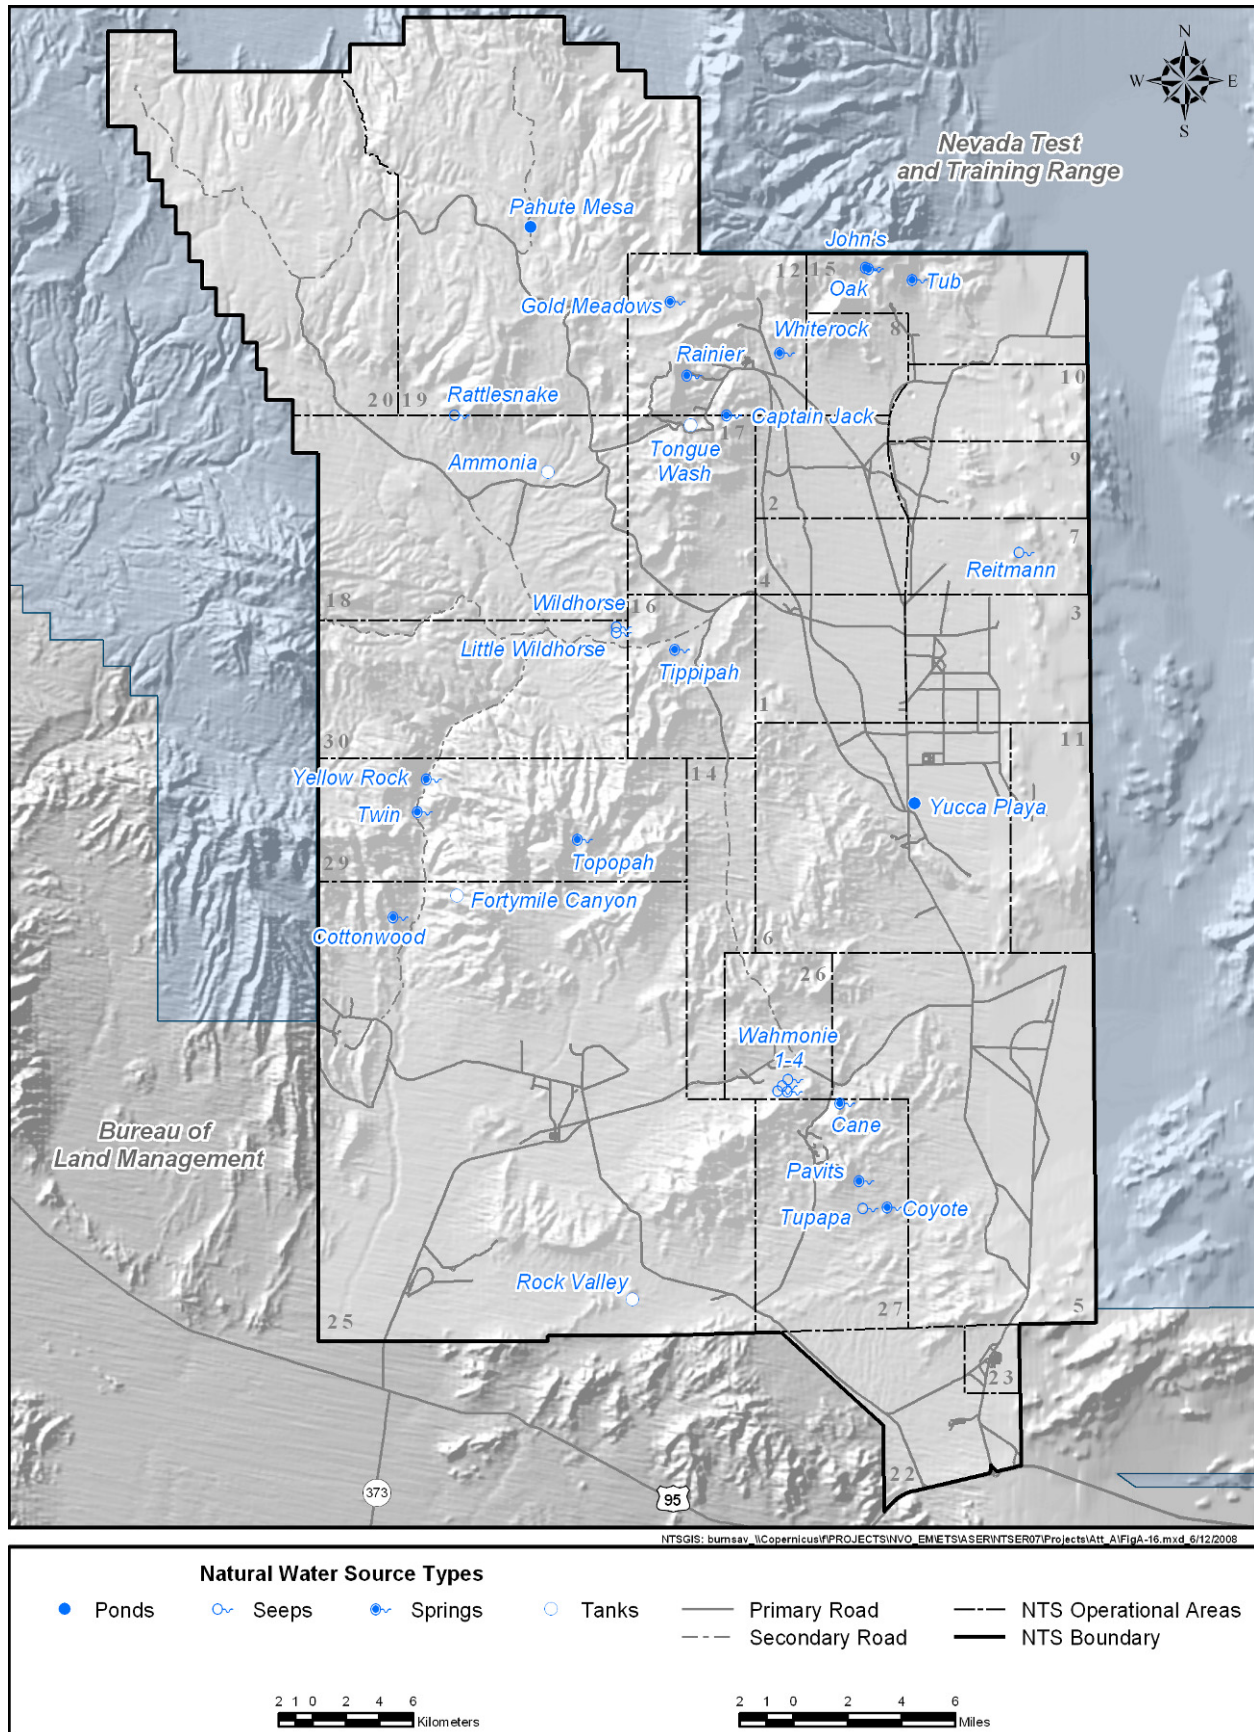 N
W E
S
Nevada Test
and Training Range
Pahute Mesa
John's
12 15
Oak
Tub
Gold Meadows
Whiterock
8
Rainier
10
Rattlesnake
20 19
Captain Jack
17
Tongue
Wash
Ammonia
9
2
7
Reitmann
4
18
Wildhorse
16
3
Little Wildhorse
Tippipah
1
30
11
14
Yellow Rock
Twin
Yucca Playa
Topopah
29
Fortymile Canyon
Cottonwood
6
26
Wahmonie
1-4
Cane
Bureau of
Land Management
Pavits
Tupapa
Coyote
Rock Valley
25
27
5
23
22
373
95
NTSGIS: burnsav_\\Copernicus\f\PROJECTS\NVO_EM\ETS\ASER\NTSER07\Projects\Att_A\FigA-16.mxd_6/12/2008
Natural Water Source Types
Ponds Seeps Springs Tanks Primary Road NTS Operational Areas
Secondary Road NTS Boundary
2 1 0 2 4 6 Kilometers
2 1 0 2 4 6 Miles